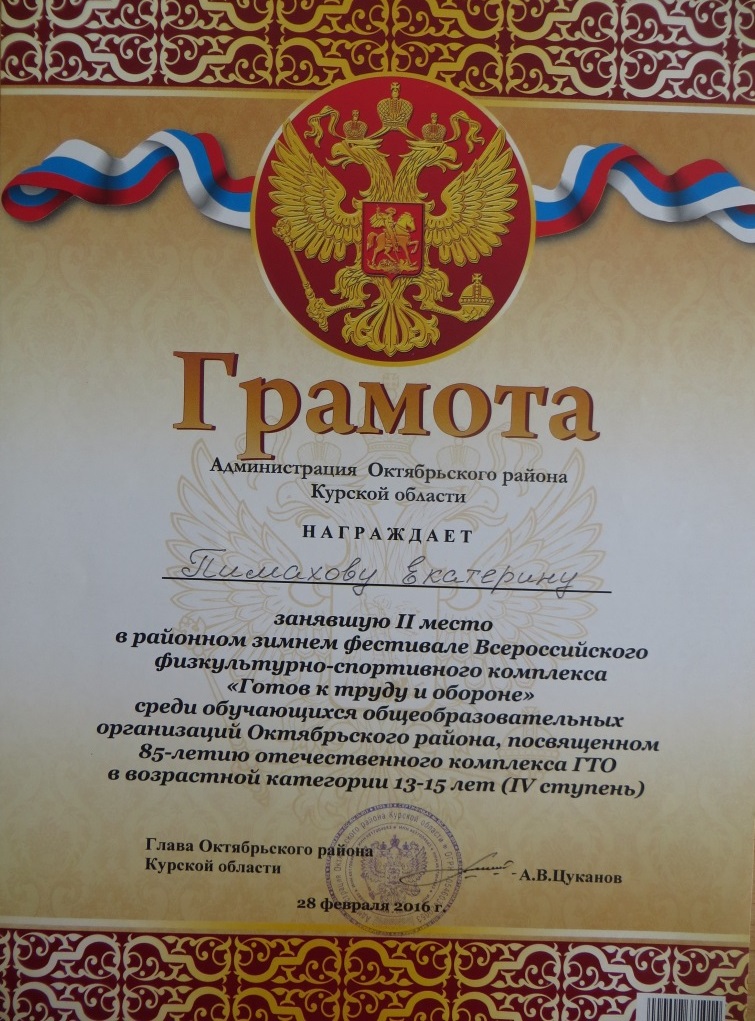 Грамота
Администрация Октябрьского района
Курской области
НАГРАЖДАЕТ
Пимахову Екатерину
занявшую II место
в районном зимнем фестивале Всероссийского
физкультурно-спортивного комплекса
«Готов к труду и обороне»
среди обучающихся общеобразовательных
организаций Октябрьского района, посвященном
85-летию отечественного комплекса ГТО
в возрастной категории 13-15 лет (IV ступень)
Глава Октябрьского района
Курской области
А.В.Цуканов
28 февраля 2016 г.